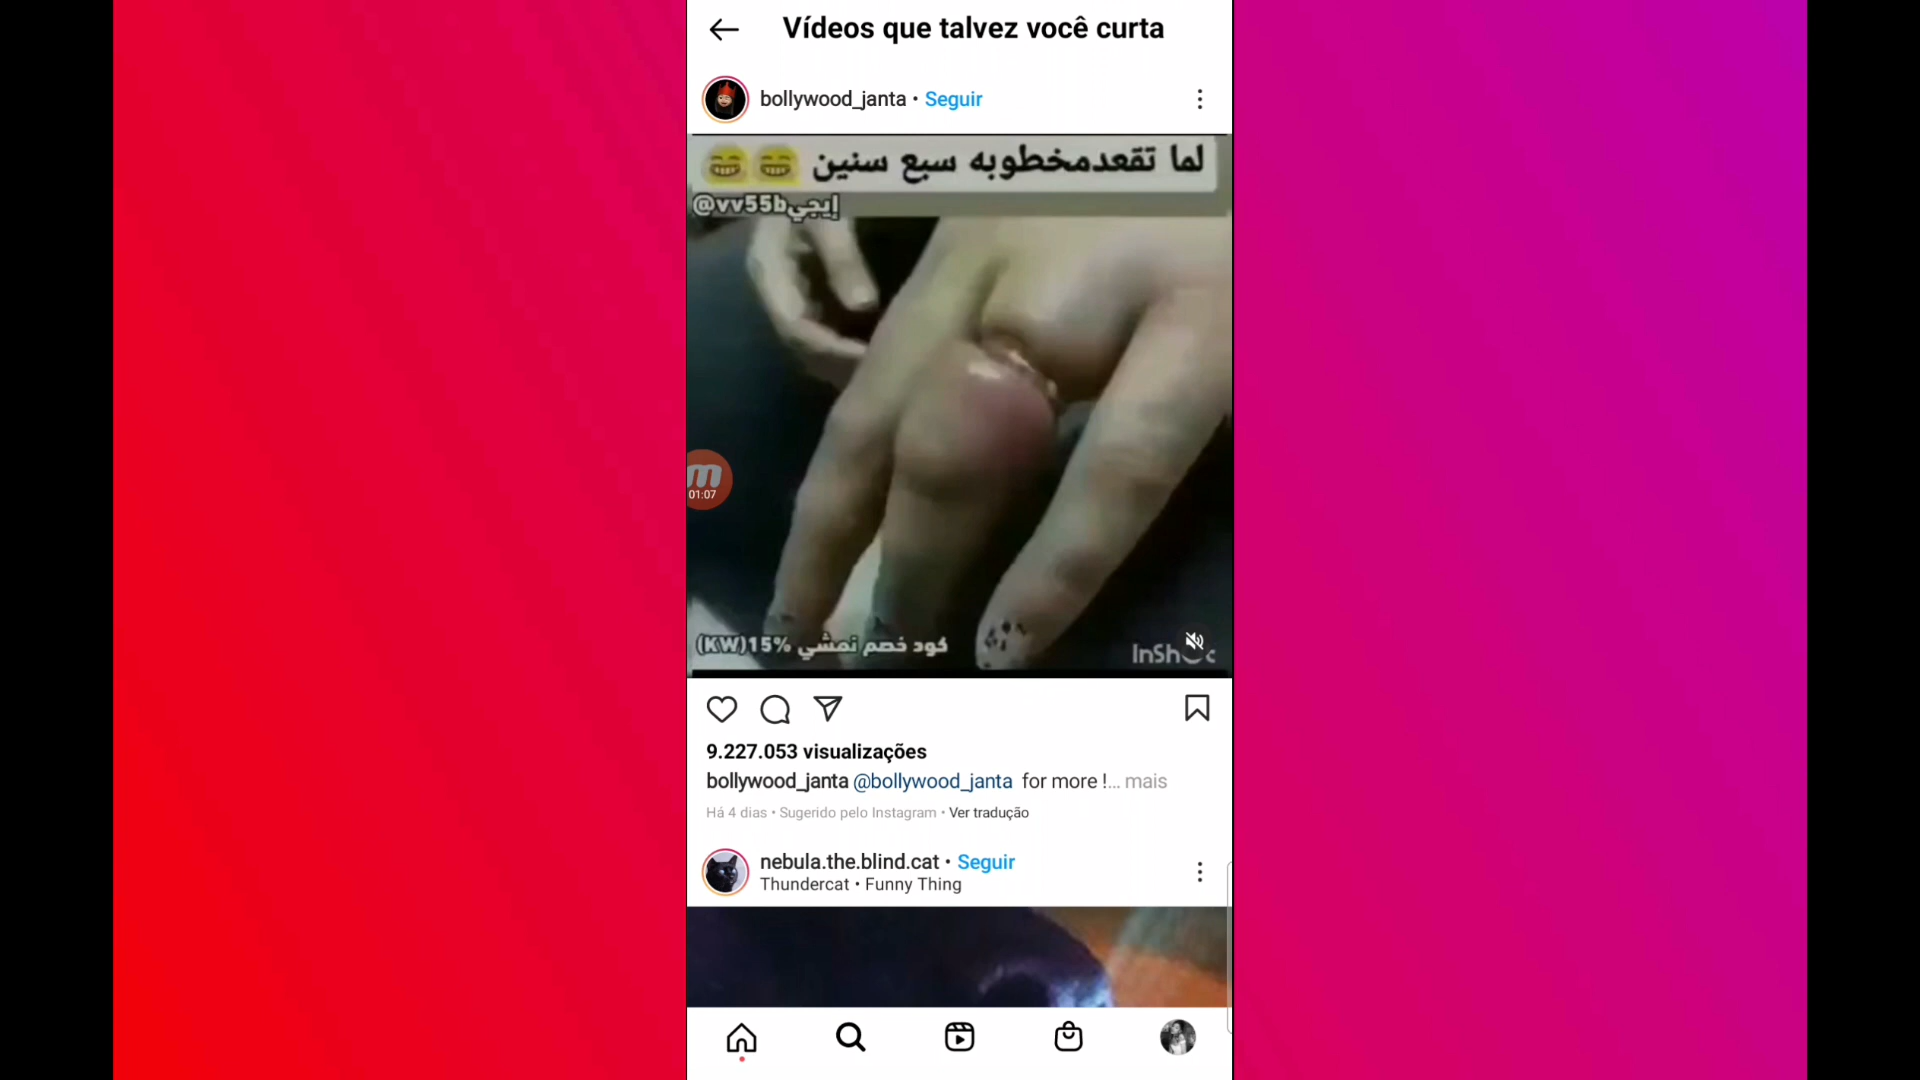 Vídeos que talvez você curta
bollywood_janta • Seguir
لما تقعدمخطوبه سبع سنين 😁😁
@vv55bإيجي
01:07
كود خصم نمشي 15%(KW)
9.227.053 visualizações
bollywood_janta @bollywood_janta for more !... mais
Há 4 dias • Sugerido pelo Instagram • Ver tradução
nebula.the.blind.cat • Seguir
Thundercat • Funny Thing